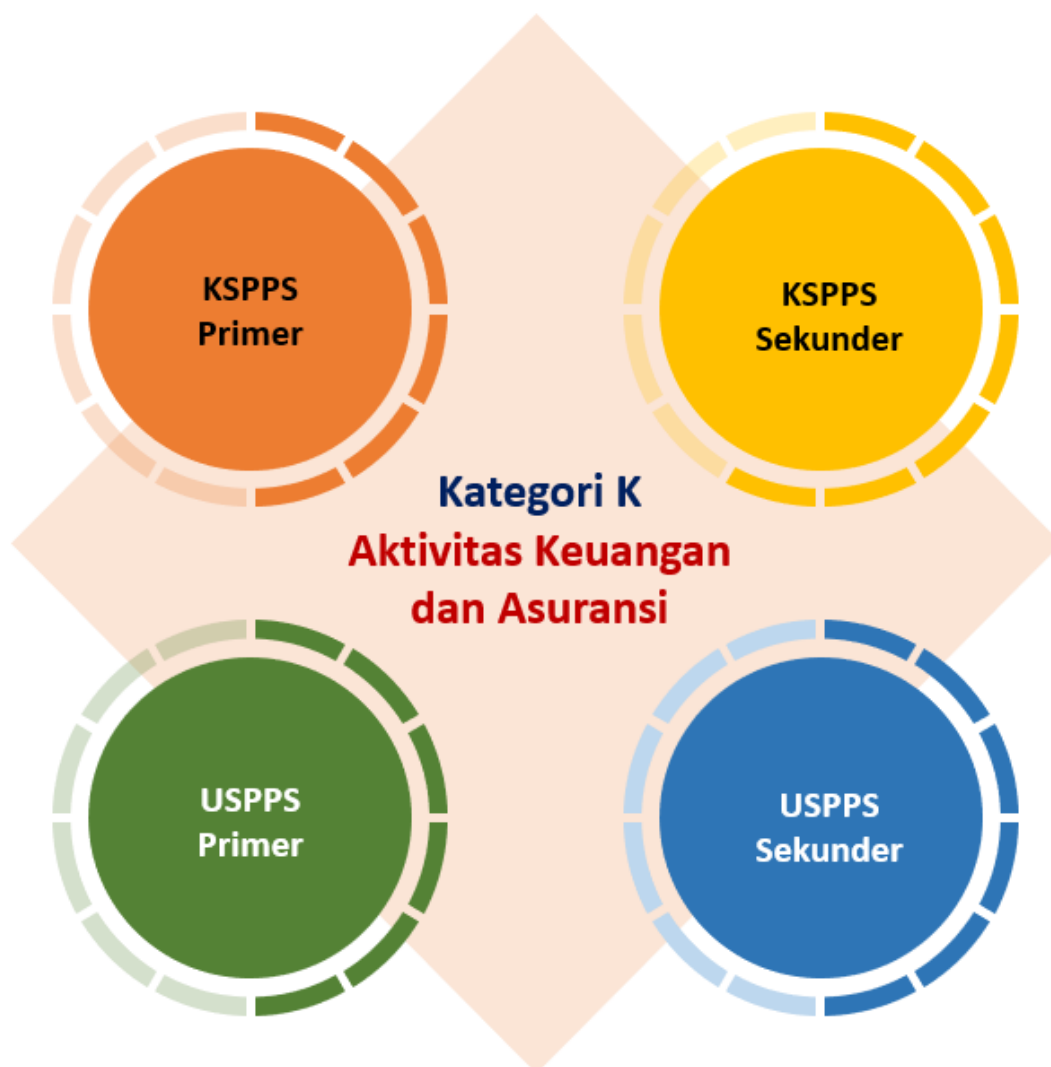 KSPPS
Primer
KSPPS
Sekunder
Kategori K
Aktivitas Keuangan
dan Asuransi
USPPS
Primer
USPPS
Sekunder